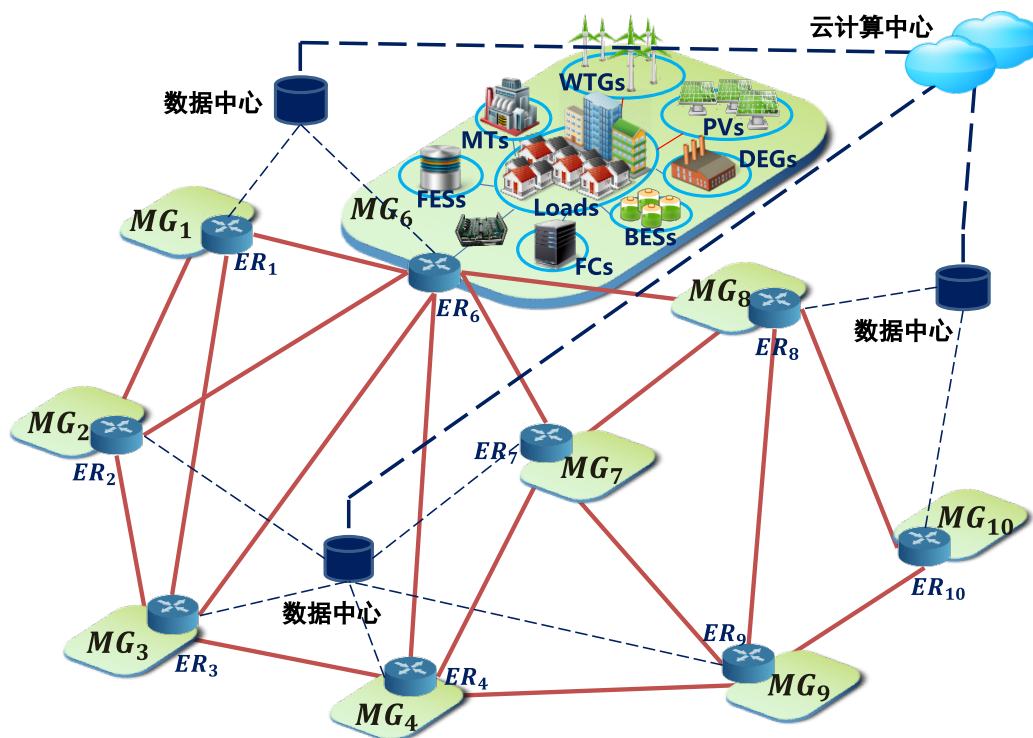 云计算中心
数据中心
WTGs
MTs
PVs
DEGs
FESs
Loads
BESs
FCs
MG6
MG1
ER1
ER6
MG8
ER8
数据中心
MG2
ER2
ER7
MG7
MG10
ER10
数据中心
MG3
ER3
ER4
MG4
ER9
MG9